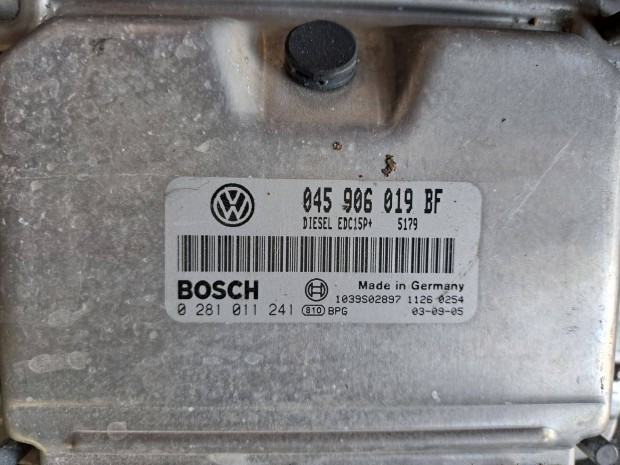 045 906 019 BF
DIESEL EDC15P+ 5179
BOSCH
Made in Germany
1039S02897 1126 0254
0 281 011 241 810 BPG 03-09-05